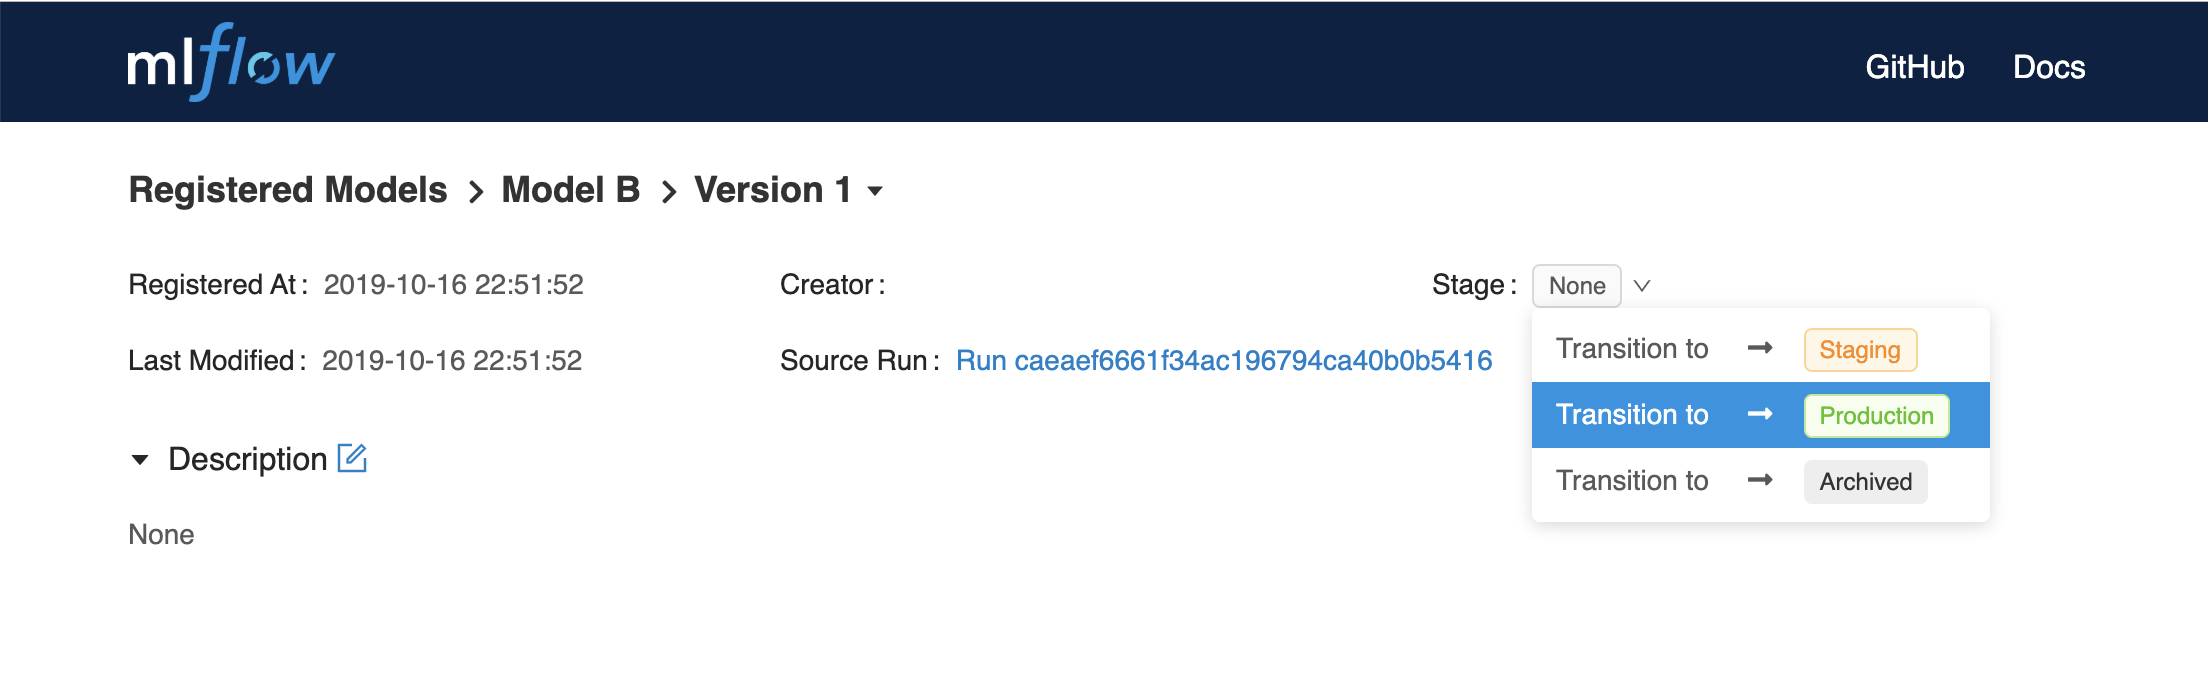 mlflow GitHub Docs
Registered Models > Model B > Version 1
Registered At: 2019-10-16 22:51:52 Creator: Stage: None
Transition to → Staging
Last Modified: 2019-10-16 22:51:52 Source Run: Run caeaef6661f34ac196794ca40b0b5416
Transition to → Production
Description
Transition to → Archived
None